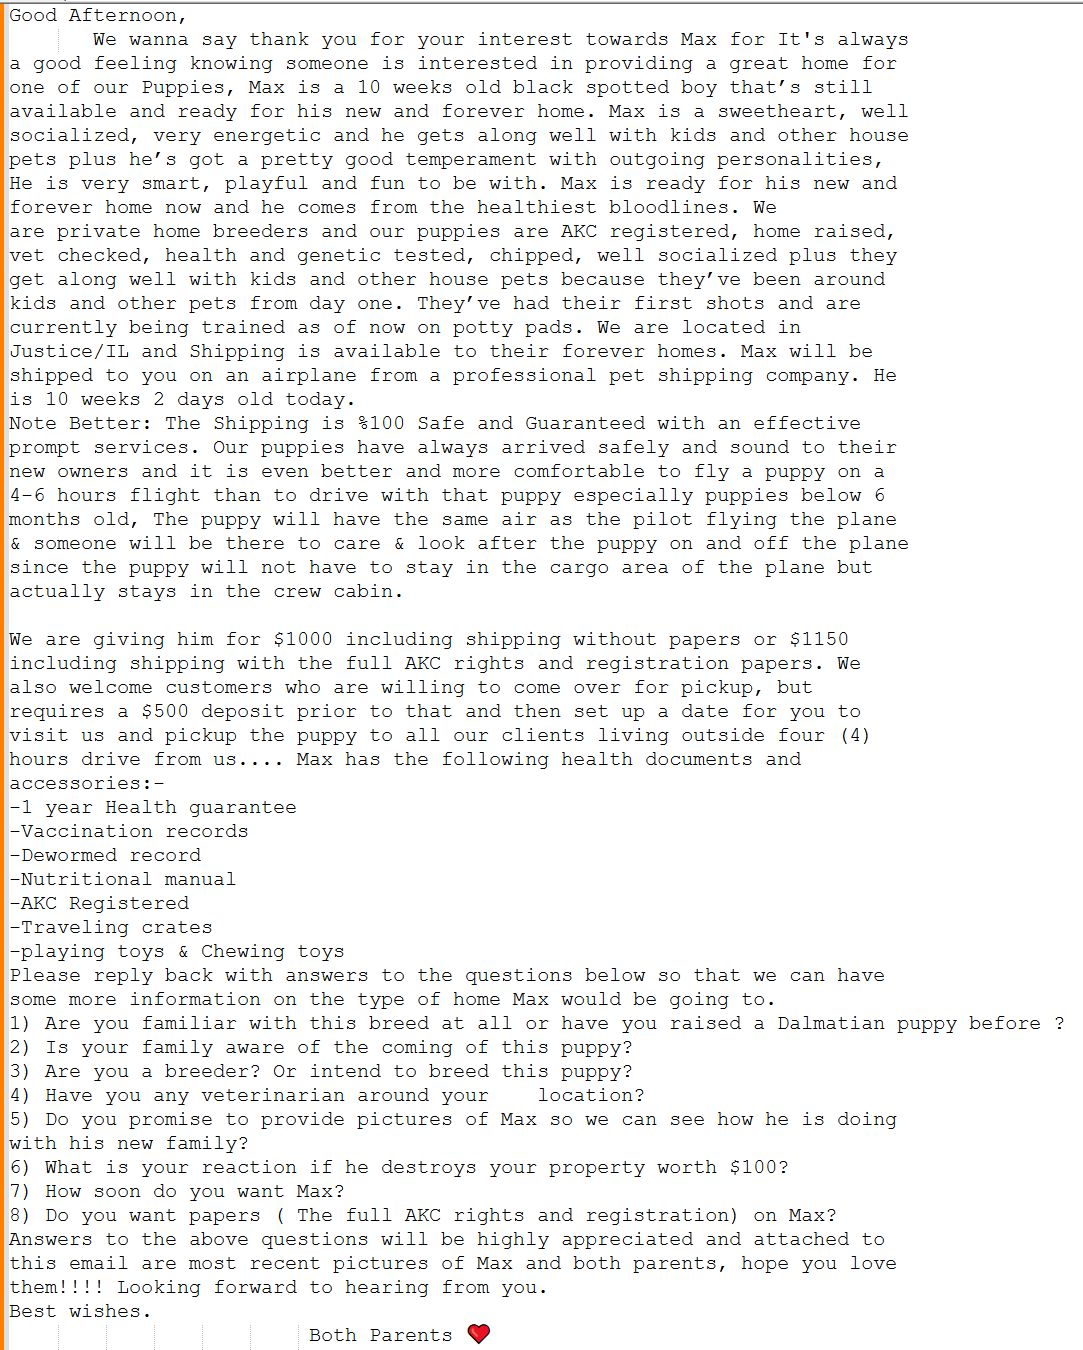 Good Afternoon,
We wanna say thank you for your interest towards Max for It's always
a good feeling knowing someone is interested in providing a great home for
one of our Puppies, Max is a 10 weeks old black spotted boy that’s still
available and ready for his new and forever home. Max is a sweetheart, well
socialized, very energetic and he gets along well with kids and other house
pets plus he’s got a pretty good temperament with outgoing personalities,
He is very smart, playful and fun to be with. Max is ready for his new and
forever home now and he comes from the healthiest bloodlines. We
are private home breeders and our puppies are AKC registered, home raised,
vet checked, health and genetic tested, chipped, well socialized plus they
get along well with kids and other house pets because they’ve been around
kids and other pets from day one. They’ve had their first shots and are
currently being trained as of now on potty pads. We are located in
Justice/IL and Shipping is available to their forever homes. Max will be
shipped to you on an airplane from a professional pet shipping company. He
is 10 weeks 2 days old today.
Note Better: The Shipping is %100 Safe and Guaranteed with an effective
prompt services. Our puppies have always arrived safely and sound to their
new owners and it is even better and more comfortable to fly a puppy on a
4-6 hours flight than to drive with that puppy especially puppies below 6
months old, The puppy will have the same air as the pilot flying the plane
& someone will be there to care & look after the puppy on and off the plane
since the puppy will not have to stay in the cargo area of the plane but
actually stays in the crew cabin.
We are giving him for $1000 including shipping without papers or $1150
including shipping with the full AKC rights and registration papers. We
also welcome customers who are willing to come over for pickup, but
requires a $500 deposit prior to that and then set up a date for you to
visit us and pickup the puppy to all our clients living outside four (4)
hours drive from us.... Max has the following health documents and
accessories:-
-1 year Health guarantee
-Vaccination records
-Dewormed record
-Nutritional manual
-AKC Registered
-Traveling crates
-playing toys & Chewing toys
Please reply back with answers to the questions below so that we can have
some more information on the type of home Max would be going to.
1) Are you familiar with this breed at all or have you raised a Dalmatian puppy before ?
2) Is your family aware of the coming of this puppy?
3) Are you a breeder? Or intend to breed this puppy?
4) Have you any veterinarian around your location?
5) Do you promise to provide pictures of Max so we can see how he is doing
with his new family?
6) What is your reaction if he destroys your property worth $100?
7) How soon do you want Max?
8) Do you want papers ( The full AKC rights and registration) on Max?
Answers to the above questions will be highly appreciated and attached to
this email are most recent pictures of Max and both parents, hope you love
them!!!! Looking forward to hearing from you.
Best wishes.
Both Parents ❤